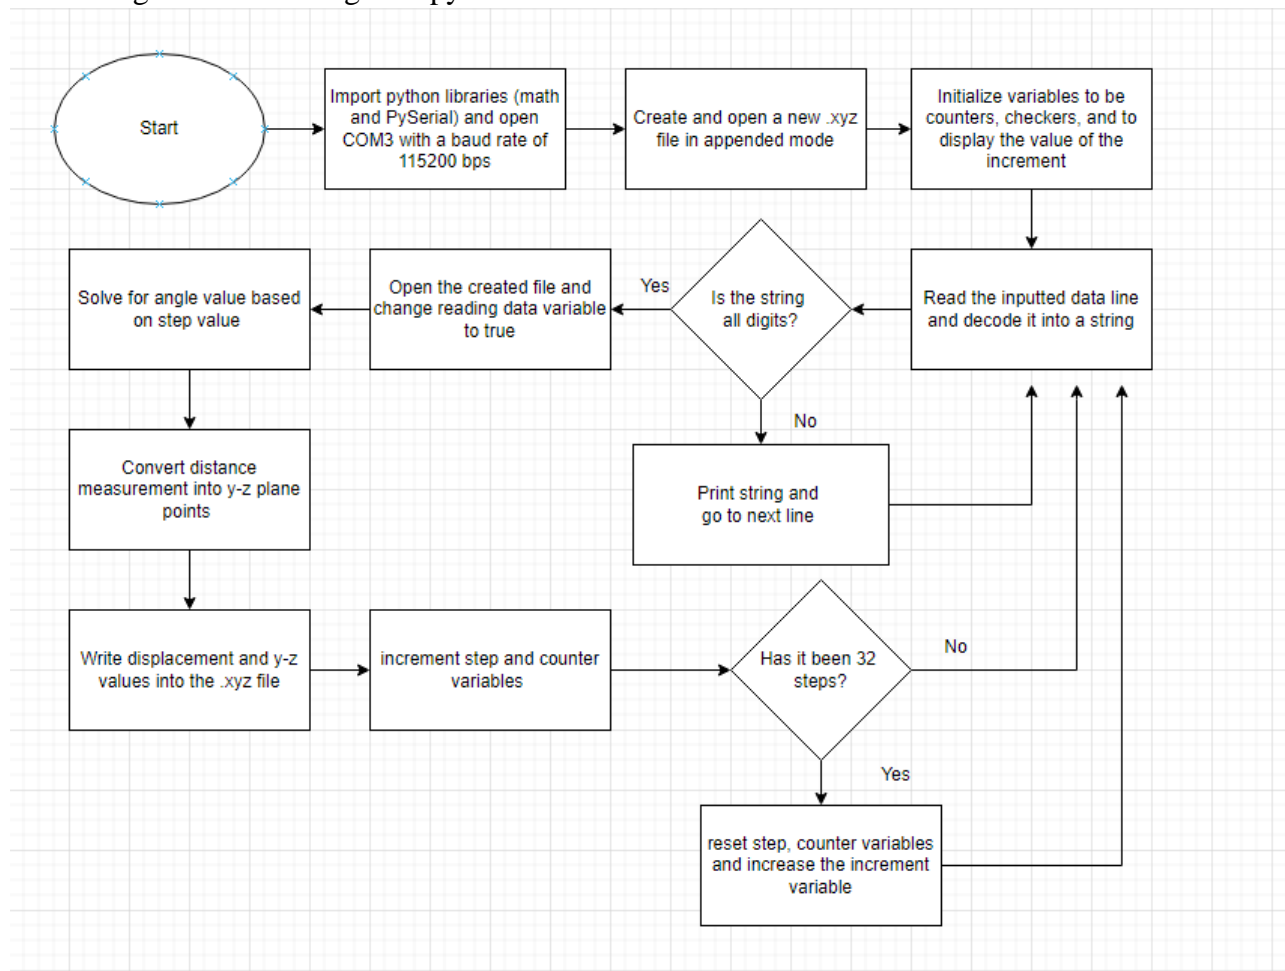 Start
Import python libraries (math
and PySerial) and open
COM3 with a baud rate of
115200 bps
Create and open a new .xyz
file in appended mode
Initialize variables to be
counters, checkers, and to
display the value of the
increment
Read the inputted data line
and decode it into a string
Is the string
all digits?
Yes
Open the created file and
change reading data variable
to true
Solve for angle value based
on step value
No
Print string and
go to next line
Convert distance
measurement into y-z plane
points
Write displacement and y-z
values into the .xyz file
increment step and counter
variables
Has it been 32
steps?
No
Yes
reset step, counter variables
and increase the increment
variable